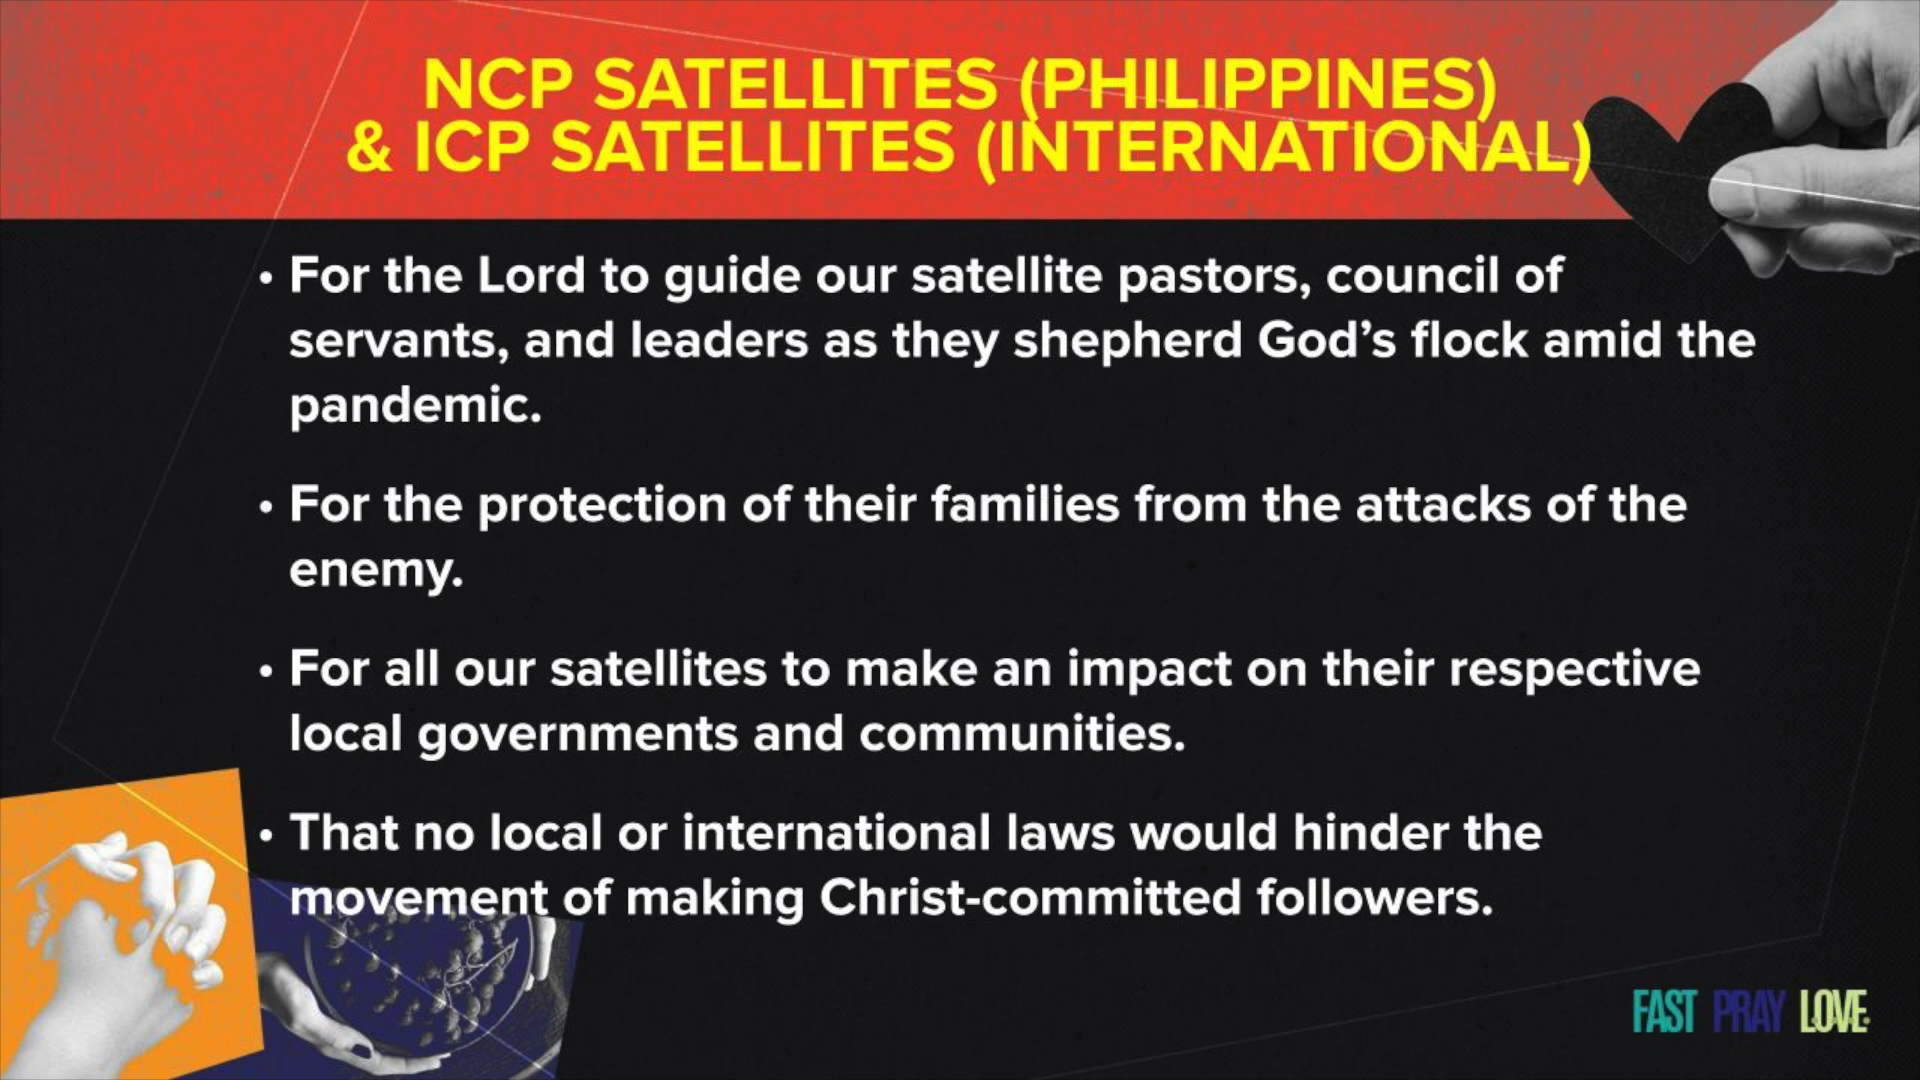 NCP SATELLITES (PHILIPPINES)
& ICP SATELLITES (INTERNATIONAL)
• For the Lord to guide our satellite pastors, council of
servants, and leaders as they shepherd God’s flock amid the
pandemic.
• For the protection of their families from the attacks of the
enemy.
• For all our satellites to make an impact on their respective
local governments and communities.
• That no local or international laws would hinder the
movement of making Christ-committed followers.
FAST PRAY LOVE